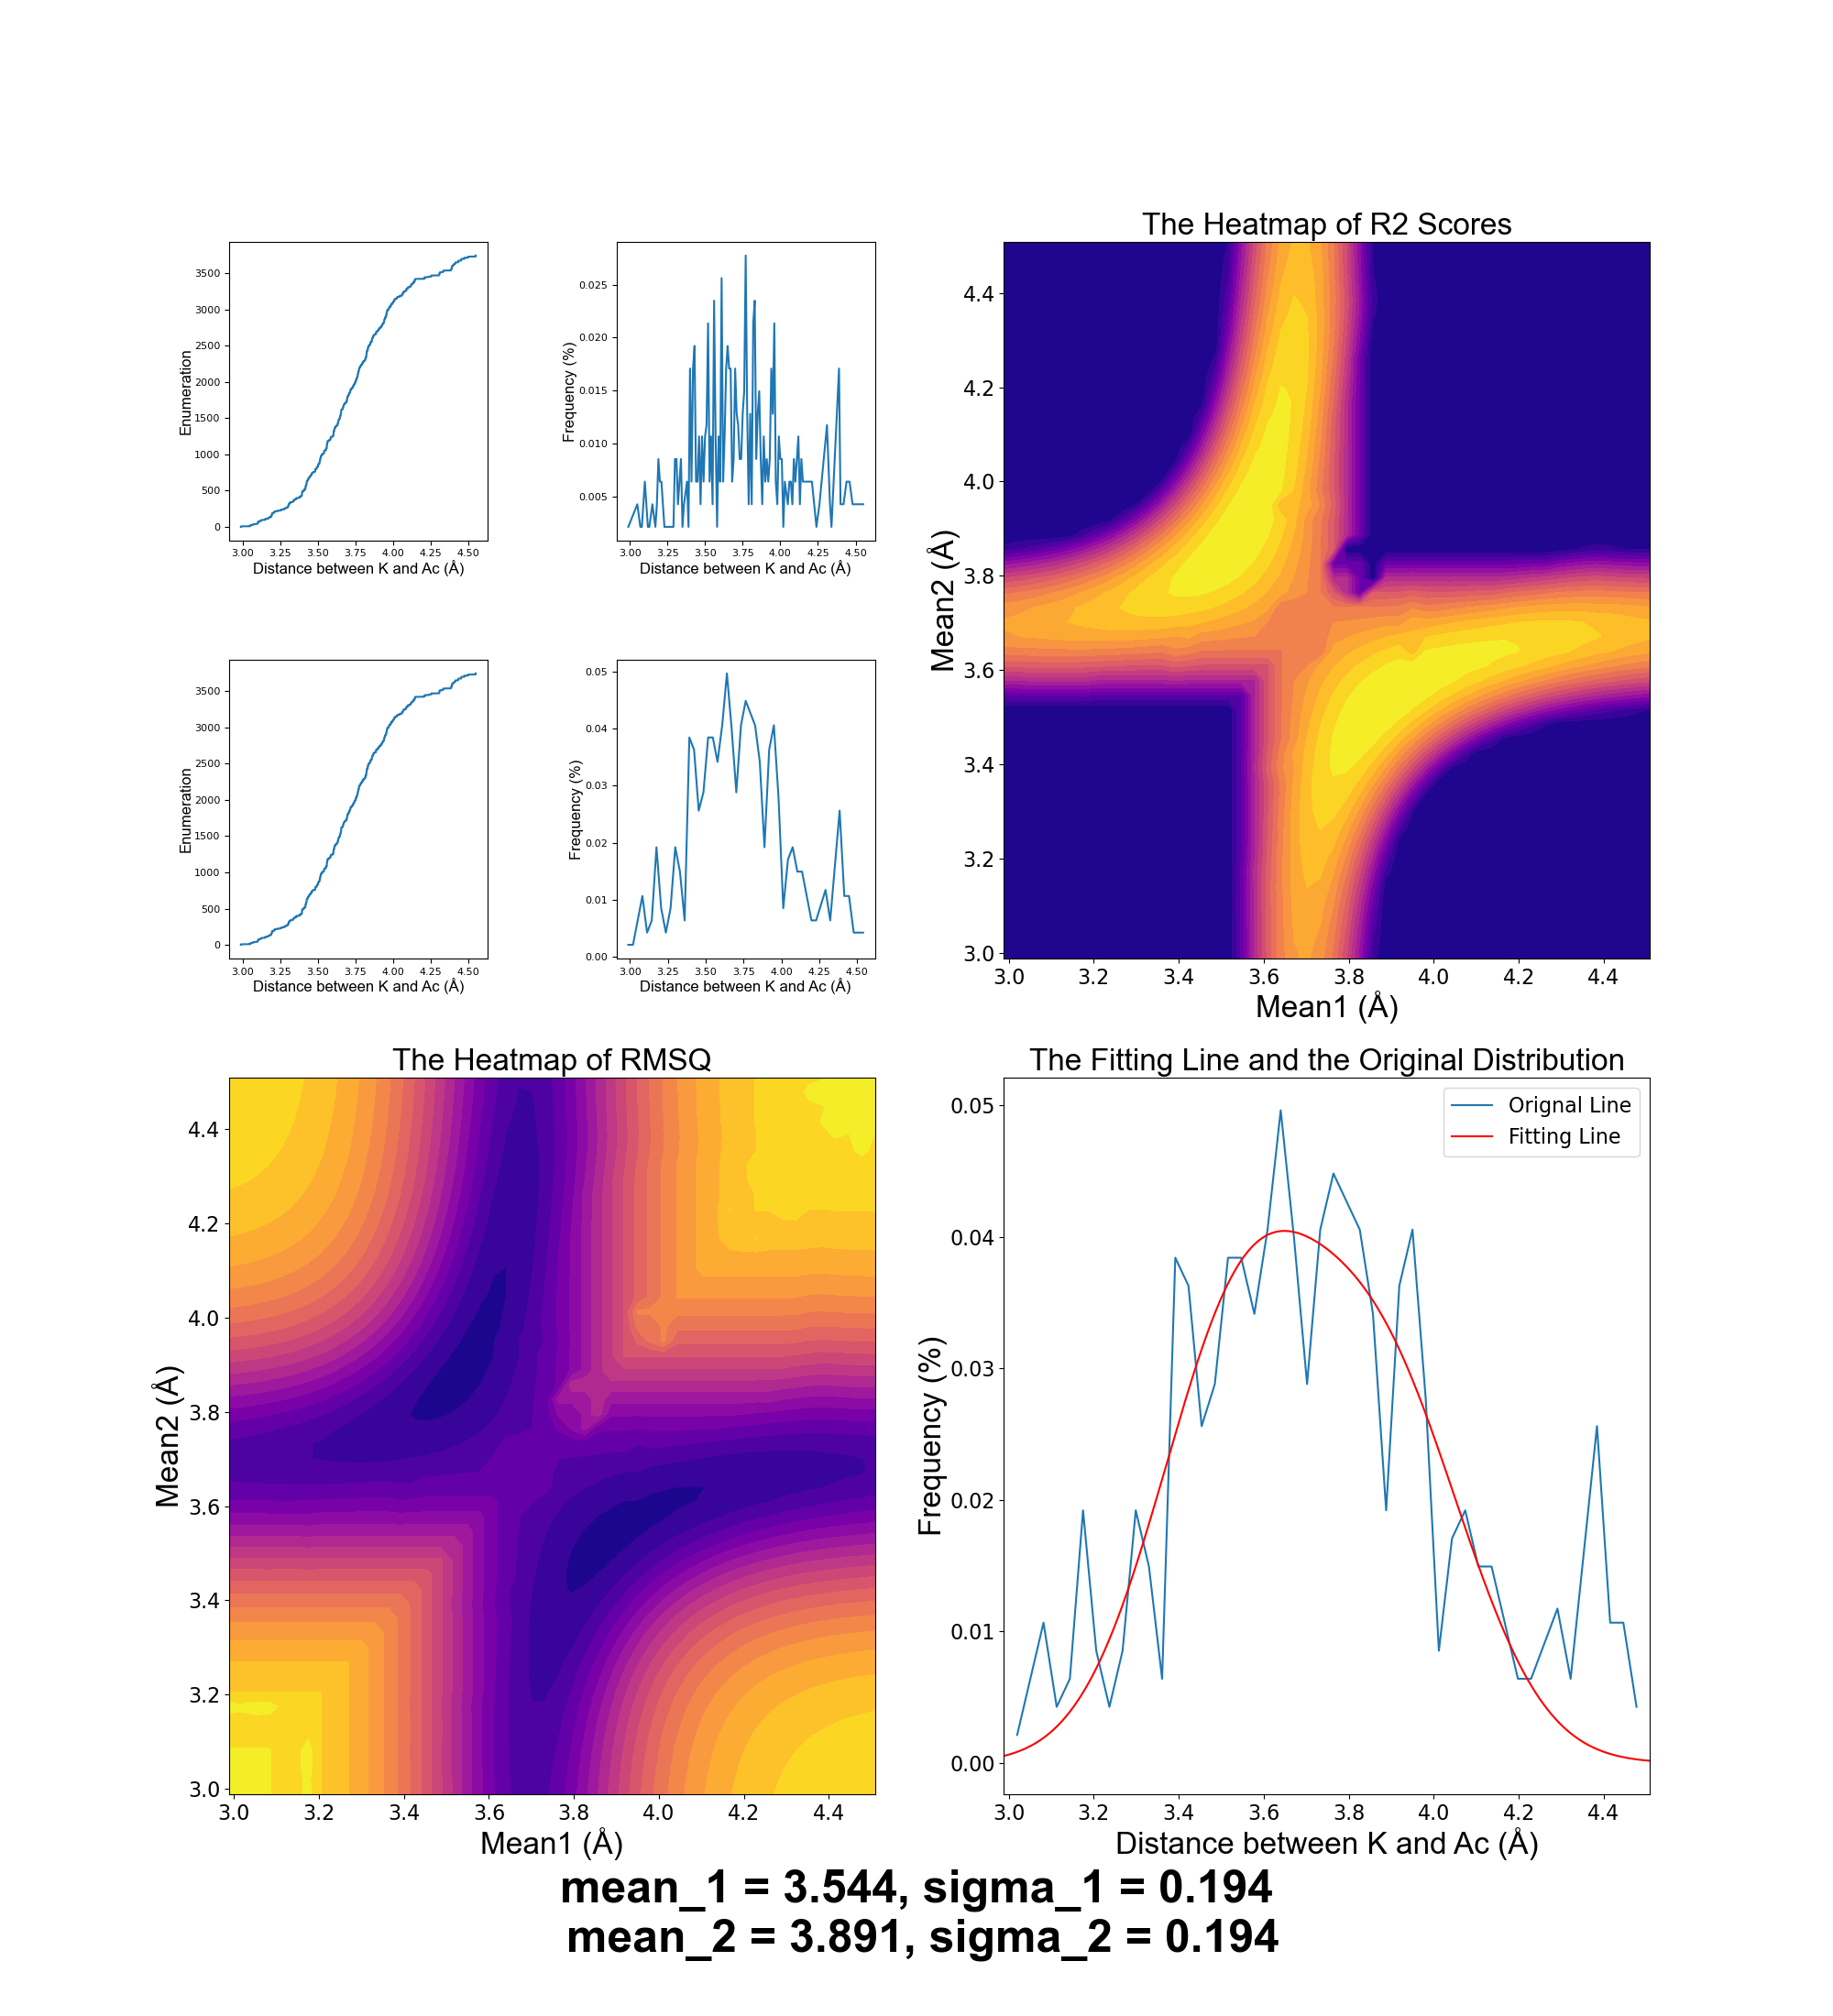 The Heatmap of R2 Scores
3500
3000
2500
2000
1500
1000
500
0
Enumeration
3.00 3.25 3.50 3.75 4.00 4.25 4.50
Distance between K and Ac (Å)
0.025
0.020
0.015
0.010
0.005
Frequency (%)
3.00 3.25 3.50 3.75 4.00 4.25 4.50
Distance between K and Ac (Å)
4.4
4.2
4.0
3.8
3.6
3.4
3.2
3.0
Mean2 (Å)
3.0 3.2 3.4 3.6 3.8 4.0 4.2 4.4
Mean1 (Å)
3500
3000
2500
2000
1500
1000
500
0
Enumeration
3.00 3.25 3.50 3.75 4.00 4.25 4.50
Distance between K and Ac (Å)
0.05
0.04
0.03
0.02
0.01
0.00
Frequency (%)
3.00 3.25 3.50 3.75 4.00 4.25 4.50
Distance between K and Ac (Å)
The Heatmap of RMSQ
4.4
4.2
4.0
3.8
3.6
3.4
3.2
3.0
Mean2 (Å)
3.0 3.2 3.4 3.6 3.8 4.0 4.2 4.4
Mean1 (Å)
The Fitting Line and the Original Distribution
Orignal Line
Fitting Line
0.05
0.04
0.03
0.02
0.01
0.00
Frequency (%)
3.0 3.2 3.4 3.6 3.8 4.0 4.2 4.4
Distance between K and Ac (Å)
mean_1 = 3.544, sigma_1 = 0.194
mean_2 = 3.891, sigma_2 = 0.194